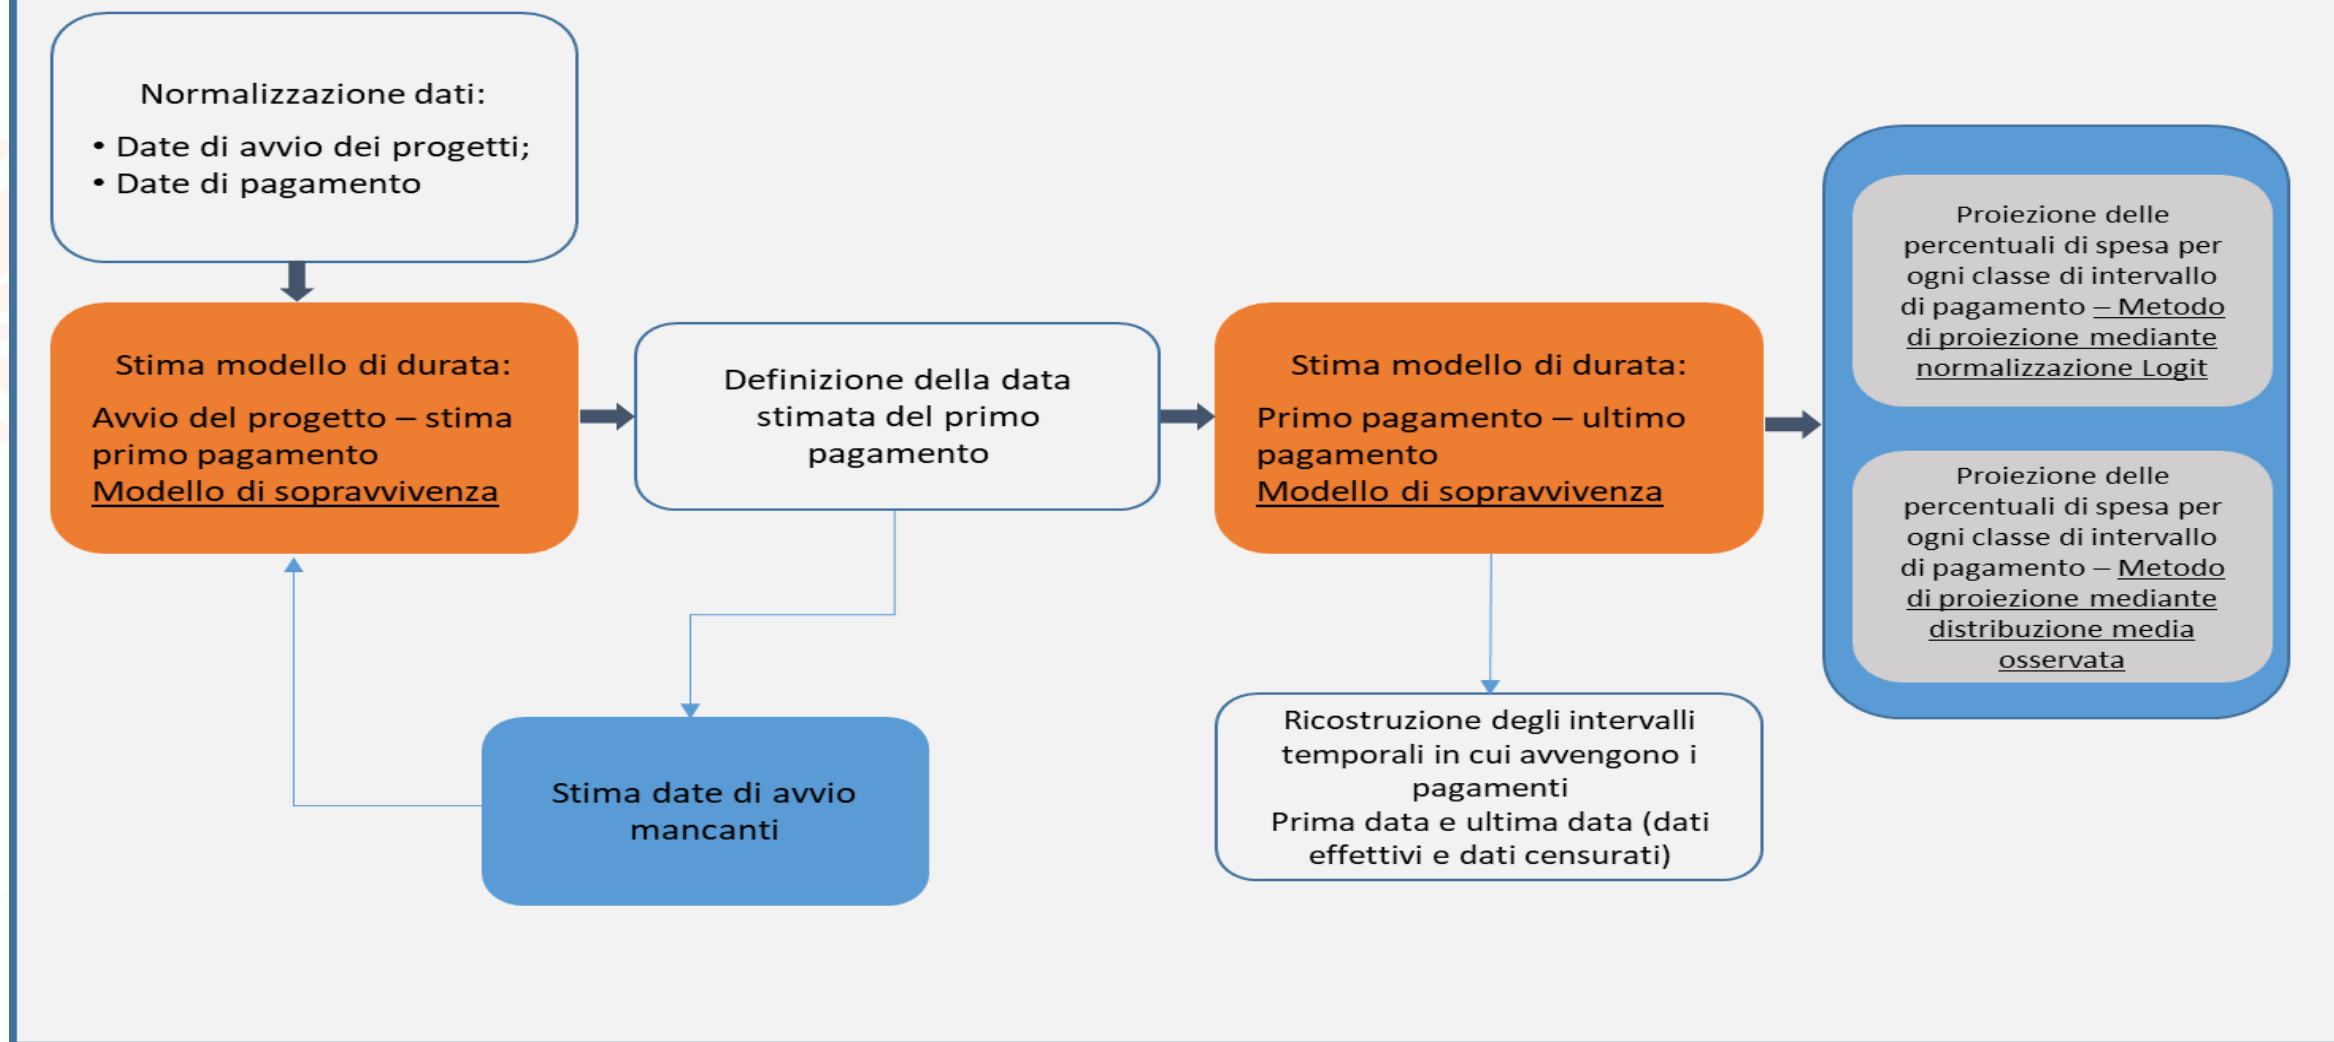 Normalizzazione dati:
• Date di avvio dei progetti;
• Date di pagamento
Stima modello di durata:
Avvio del progetto – stima
primo pagamento
Modello di sopravvivenza
Definizione della data
stimata del primo
pagamento
Stima date di avvio
mancanti
Stima modello di durata:
Primo pagamento – ultimo
pagamento
Modello di sopravvivenza
Ricostruzione degli intervalli
temporali in cui avvengono i
pagamenti
Prima data e ultima data (dati
effettivi e dati censurati)
Proiezione delle
percentuali di spesa per
ogni classe di intervallo
di pagamento – Metodo
di proiezione mediante
normalizzazione Logit
Proiezione delle
percentuali di spesa per
ogni classe di intervallo
di pagamento – Metodo
di proiezione mediante
distribuzione media
osservata